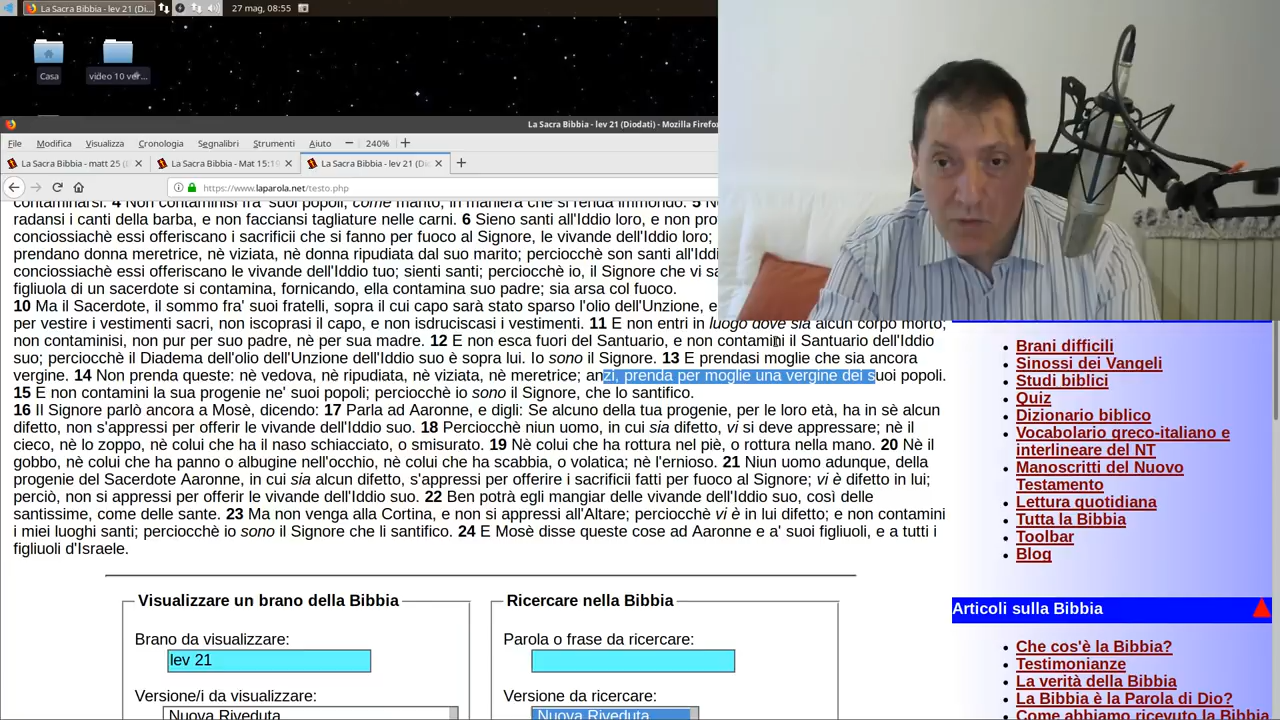 La Sacra Bibbia - lev 21 (Di...
27 mag, 08:55
Casa
video 10 ver...
La Sacra Bibbia - lev 21 (Diodati) - Mozilla Firefo
File Modifica Visualizza Cronologia Segnalibri Strumenti Aiuto 240%
La Sacra Bibbia - matt 25 (
La Sacra Bibbia - Mat 15:19
La Sacra Bibbia - lev 21 (Di
https://www.laparola.net/testo.php
contaminarsi. 4 Non contaminisi fra' suoi popoli, come marito, in maniera che si renda immondo. 5 N
radansi i canti della barba, e non facciansi tagliature nelle carni. 6 Sieno santi all'Iddio loro, e non pro
conciossiachè essi offeriscano i sacrificii che si fanno per fuoco al Signore, le vivande dell'Iddio loro;
prendano donna meretrice, nè viziata, nè donna ripudiata dal suo marito; perciocchè son santi all'Iddio l
conciossiachè essi offeriscono le vivande dell'Iddio tuo; sienti santi; perciocchè io, il Signore che vi sa
figliuola di un sacerdote si contamina, fornicando, ella contamina suo padre; sia arsa col fuoco.
10 Ma il Sacerdote, il sommo fra' suoi fratelli, sopra il cui capo sarà stato sparso l'olio dell'Unzione, e
per vestire i vestimenti sacri, non iscoprasi il capo, e non isdruciscasi i vestimenti. 11 E non entri in luogo dove sia alcun corpo morto;
non contaminisi, non pur per suo padre, nè per sua madre. 12 E non esca fuori del Santuario, e non contamini il Santuario dell'Iddio
suo; perciocchè il Diadema dell'olio dell'Unzione dell'Iddio suo è sopra lui. Io sono il Signore. 13 E prendasi moglie che sia ancora
vergine. 14 Non prenda queste: nè vedova, nè ripudiata, nè viziata, nè meretrice; anzi, prenda per moglie una vergine dei suoi popoli.
15 E non contamini la sua progenie ne' suoi popoli; perciocchè io sono il Signore, che lo santifico.
16 Il Signore parlò ancora a Mosè, dicendo: 17 Parla ad Aaronne, e digli: Se alcuno della tua progenie, per le loro età, ha in sè alcun
difetto, non s'appressi per offerir le vivande dell'Iddio suo. 18 Perciocchè niun uomo, in cui sia difetto, vi si deve appressare; nè il
cieco, nè lo zoppo, nè colui che ha il naso schiacciato, o smisurato. 19 Nè colui che ha rottura nel piè, o rottura nella mano. 20 Nè il
gobbo, nè colui che ha panno o albugine nell'occhio, nè colui che ha scabbia, o volatica; nè l'ernioso. 21 Niun uomo adunque, della
progenie del Sacerdote Aaronne, in cui sia alcun difetto, s'appressi per offerire i sacrificii fatti per fuoco al Signore; vi è difetto in lui;
perciò, non si appressi per offerir le vivande dell'Iddio suo. 22 Ben potrà egli mangiar delle vivande dell'Iddio suo, così delle
santissime, come delle sante. 23 Ma non venga alla Cortina, e non si appressi all'Altare; perciocchè vi è in lui difetto; e non contamini
i miei luoghi santi; perciocchè io sono il Signore che li santifico. 24 E Mosè disse queste cose ad Aaronne e a' suoi figliuoli, e a tutti i
figliuoli d'Israele.
Visualizzare un brano della Bibbia
Brano da visualizzare:
lev 21
Versione/i da visualizzare:
Nuova Riveduta
Ricercare nella Bibbia
Parola o frase da ricercare:
Versione da ricercare:
Nuova Riveduta
Brani difficili
Sinossi dei Vangeli
Studi biblici
Quiz
Dizionario biblico
Vocabolario greco-italiano e
interlineare del NT
Manoscritti del Nuovo
Testamento
Lettura quotidiana
Tutta la Bibbia
Toolbar
Blog
Articoli sulla Bibbia
Che cos'è la Bibbia?
Testimonianze
La verità della Bibbia
La Bibbia è la Parola di Dio?
Come abbiamo ricevuto la Bibbia